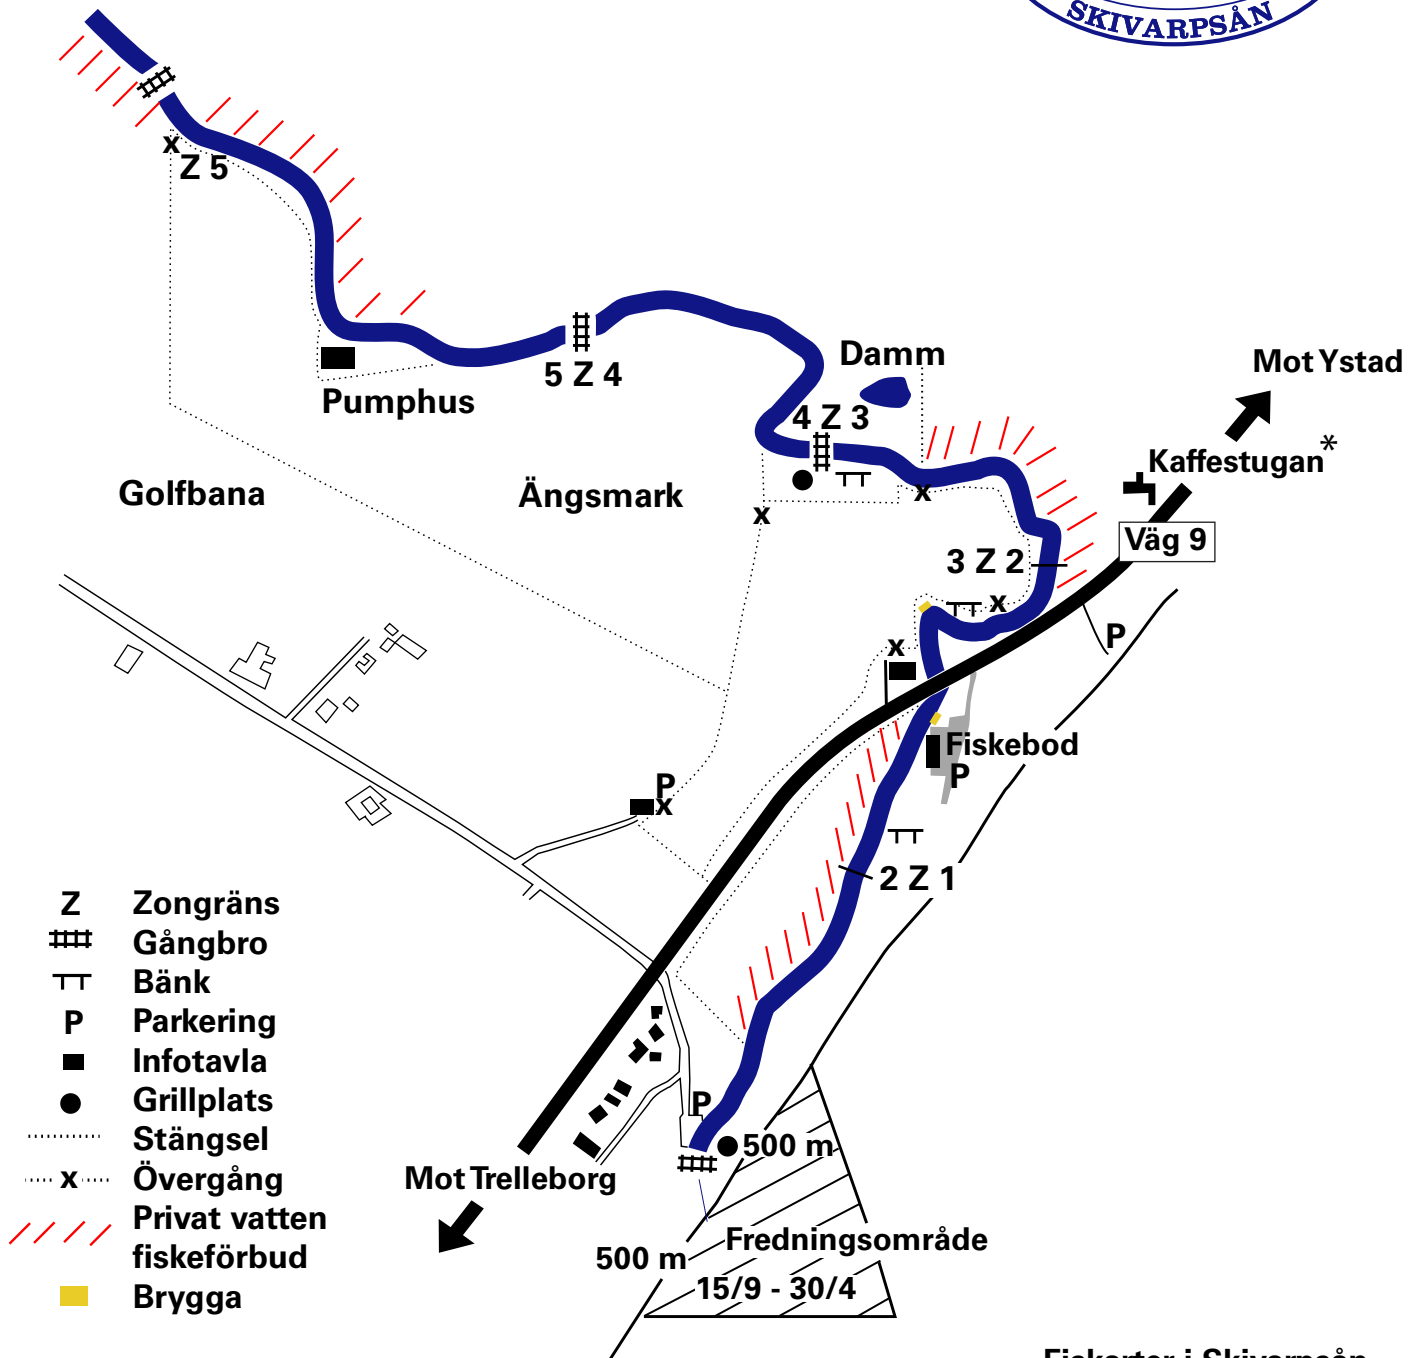 SKIVARPSÅN
x
Z 5
Damm
Mot Ystad
5 Z 4
Pumphus
4 Z 3
Kaffestugan*
Golfbana
Ängsmark
x
x
Väg 9
3 Z 2
x
P
x
Fiskebod
P
P
x
2 Z 1
Z Zongräns
Gångbro
Bänk
P Parkering
Infotavla
Grillplats
Stängsel
x Övergång
Privat vatten
fiskeförbud
Brygga
P
500 m
Mot Trelleborg
Fredningsområde
500 m
15/9 - 30/4